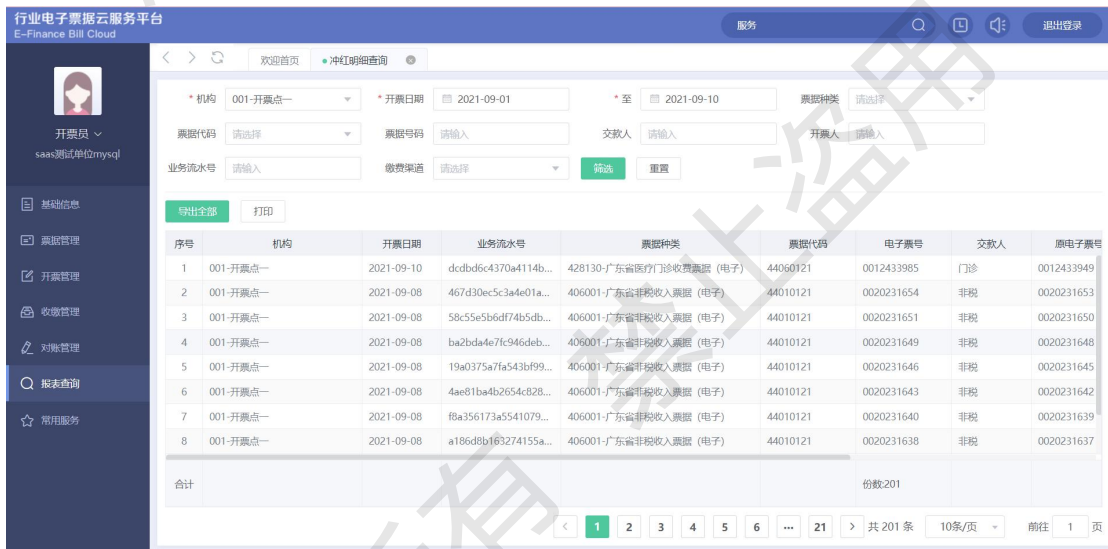 行业电子票据云服务平台
E-Finance Bill Cloud
服务
退出登录
欢迎首页
冲红明细查询
* 机构 001-开票点一 * 开票日期 2021-09-01 * 至 2021-09-10 票据种类 请选择
开票员
票据代码 请选择 票据号码 请输入 交款人 请输入 开票人 请输入
saas测试单位mysql
业务流水号 请输入 缴费渠道 请选择 筛选 重置
基础信息
票据管理
开票管理
收缴管理
对账管理
报表查询
常用服务
导出全部 打印
序号 机构 开票日期 业务流水号 票据种类 票据代码 电子票号 交款人 原电子票号
1 001-开票点一 2021-09-10 dcdbd6c4370a4114b... 428130-广东省医疗门诊收费票据 (电子) 44060121 0012433985 门诊 0012433949
2 001-开票点一 2021-09-08 467d30ec5c3a4e01a... 406001-广东省非税收入票据 (电子) 44010121 0020231654 非税 0020231653
3 001-开票点一 2021-09-08 58c55e5b6df74b5db... 406001-广东省非税收入票据 (电子) 44010121 0020231651 非税 0020231650
4 001-开票点一 2021-09-08 ba2bda4e7fc946deb... 406001-广东省非税收入票据 (电子) 44010121 0020231649 非税 0020231648
5 001-开票点一 2021-09-08 19a0375a7fa543bf99... 406001-广东省非税收入票据 (电子) 44010121 0020231646 非税 0020231645
6 001-开票点一 2021-09-08 4ae81ba4b2654c828... 406001-广东省非税收入票据 (电子) 44010121 0020231643 非税 0020231642
7 001-开票点一 2021-09-08 f8a356173a5541079... 406001-广东省非税收入票据 (电子) 44010121 0020231640 非税 0020231639
8 001-开票点一 2021-09-08 a186d8b163274155a... 406001-广东省非税收入票据 (电子) 44010121 0020231638 非税 0020231637
合计 份数:201
1 2 3 4 5 6 ... 21 共 201 条 10条/页 前往 1 页
有 禁止盗用